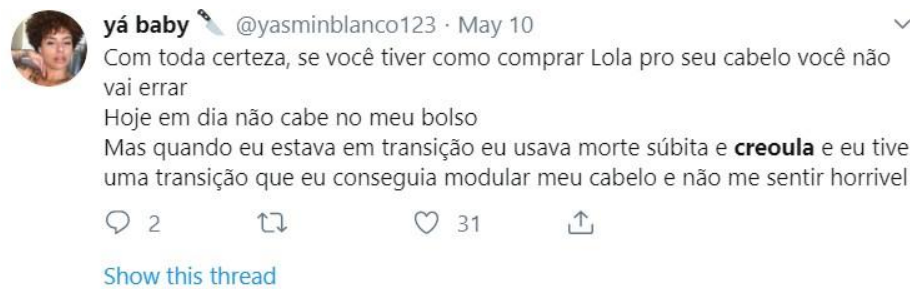 yá baby 🔪 @yasminblanco123 · May 10
Com toda certeza, se você tiver como comprar Lola pro seu cabelo você não
vai errar
Hoje em dia não cabe no meu bolso
Mas quando eu estava em transição eu usava morte súbita e creoula e eu tive
uma transição que eu conseguia modular meu cabelo e não me sentir horrivel
2 31
Show this thread